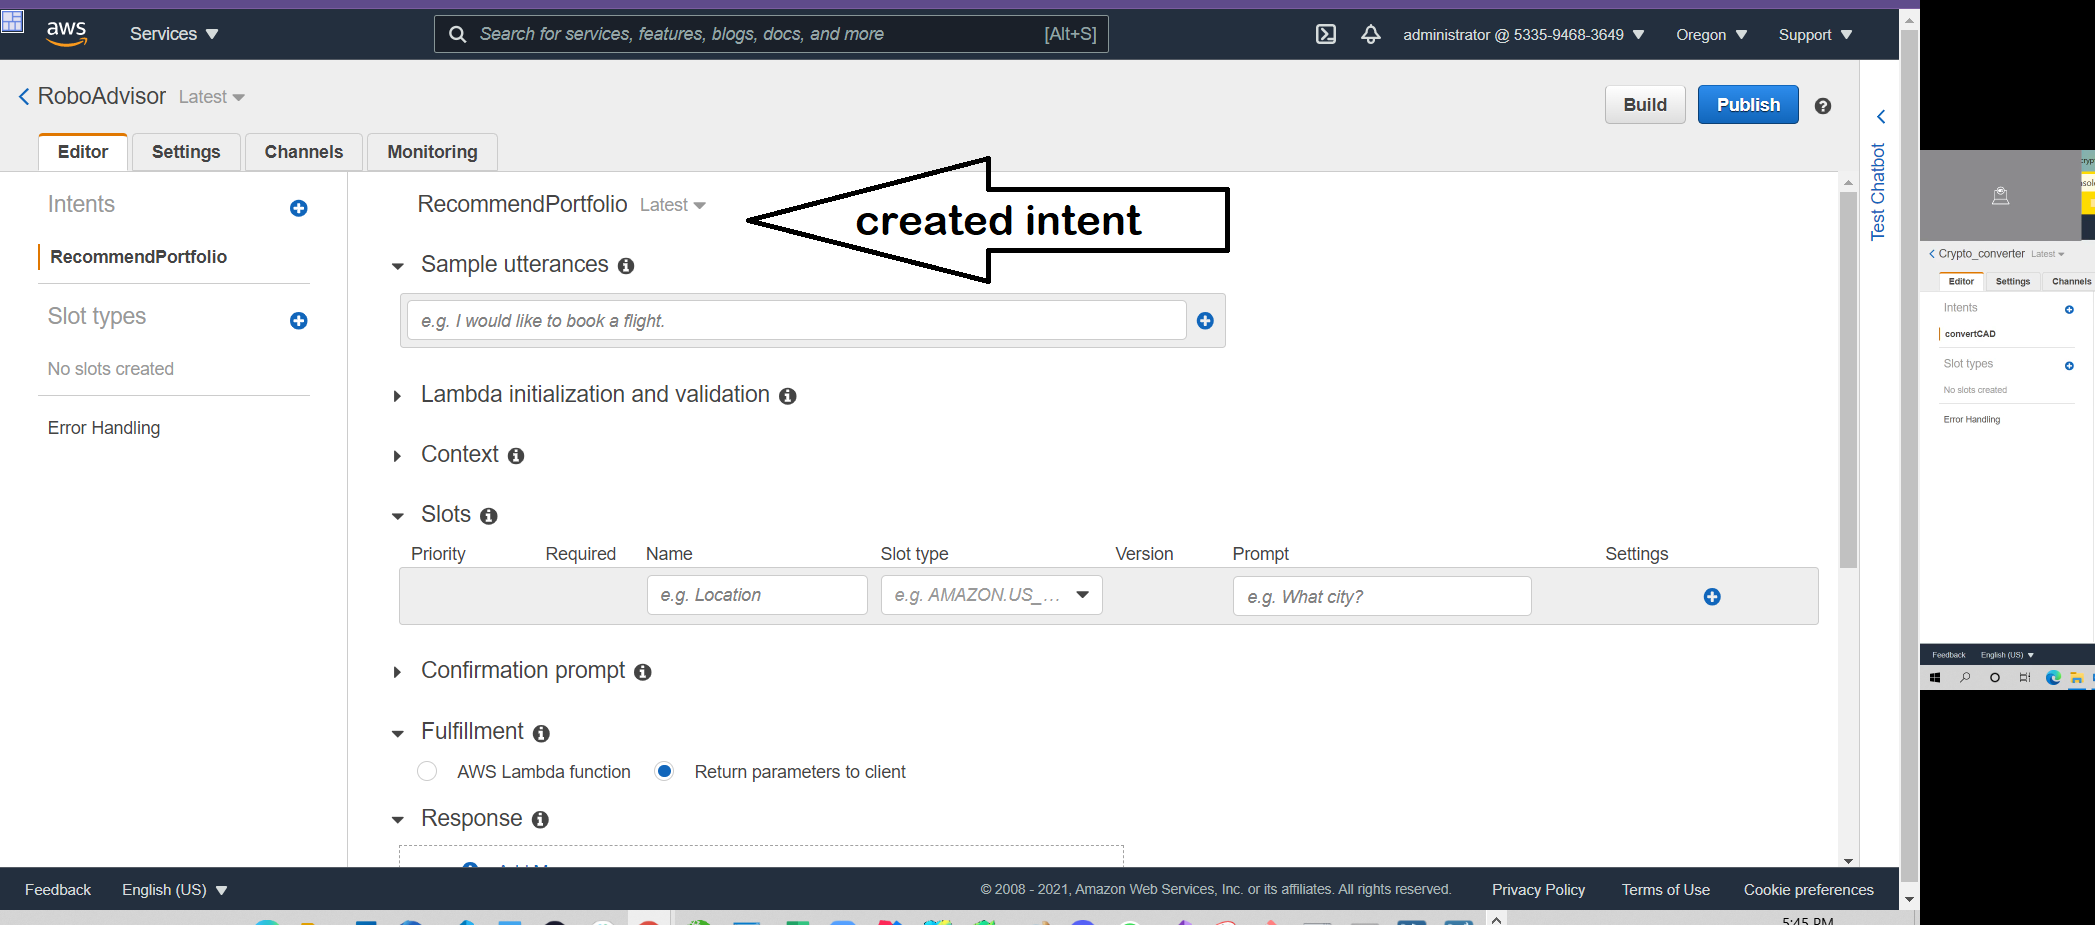 aws
Services
Search for services, features, blogs, docs, and more
[Alt+S]
administrator @ 5335-9468-3649
Oregon
Support
RoboAdvisor Latest
Build
Publish
Editor
Settings
Channels
Monitoring
Test Chatbot
Intents
RecommendPortfolio
Slot types
No slots created
Error Handling
RecommendPortfolio Latest
created intent
Sample utterances
e.g. I would like to book a flight.
Lambda initialization and validation
Context
Slots
Priority Required Name Slot type Version Prompt Settings
e.g. Location
e.g. AMAZON.US_...
e.g. What city?
Confirmation prompt
Fulfillment
AWS Lambda function
Return parameters to client
Response
Feedback
English (US)
© 2008 - 2021, Amazon Web Services, Inc. or its affiliates. All rights reserved.
Privacy Policy
Terms of Use
Cookie preferences
5:45 PM
Crypto_converter Latest
Editor
Settings
Channels
Intents
convertCAD
Slot types
No slots created
Error Handling
Feedback
English (US)